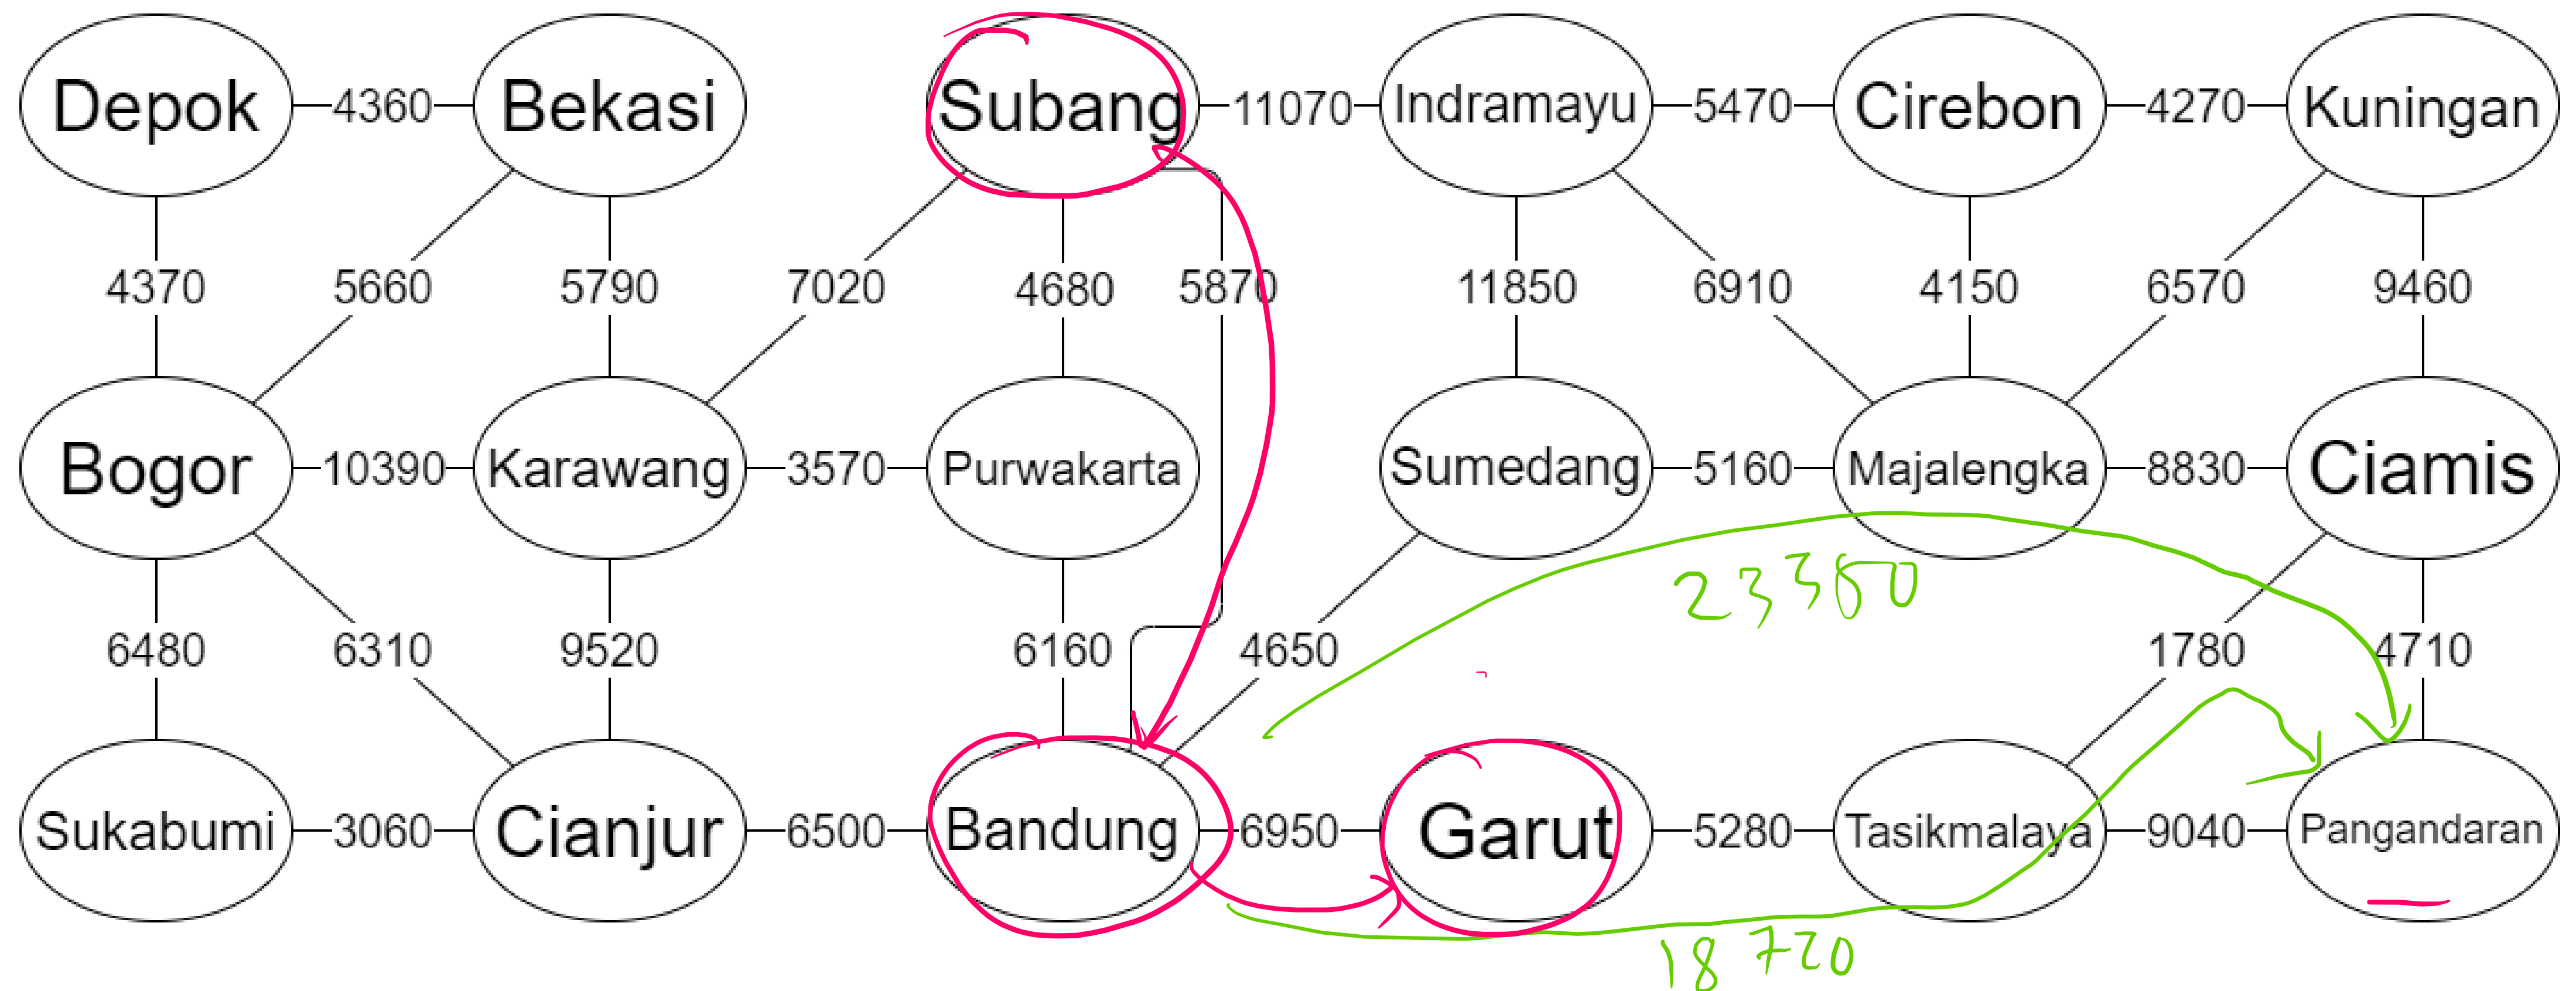 Depok 4360 Bekasi Subang 11070 Indramayu 5470 Cirebon 4270 Kuningan
4370 5660 5790 7020 4680 5870 11850 6910 4150 6570 9460
Bogor 10390 Karawang 3570 Purwakarta Sumedang 5160 Majalengka 8830 Ciamis
23380
6480 6310 9520 6160 4650 1780 4710
Sukabumi 3060 Cianjur 6500 Bandung 6950 Garut 5280 Tasikmalaya 9040 Pangandaran
18720